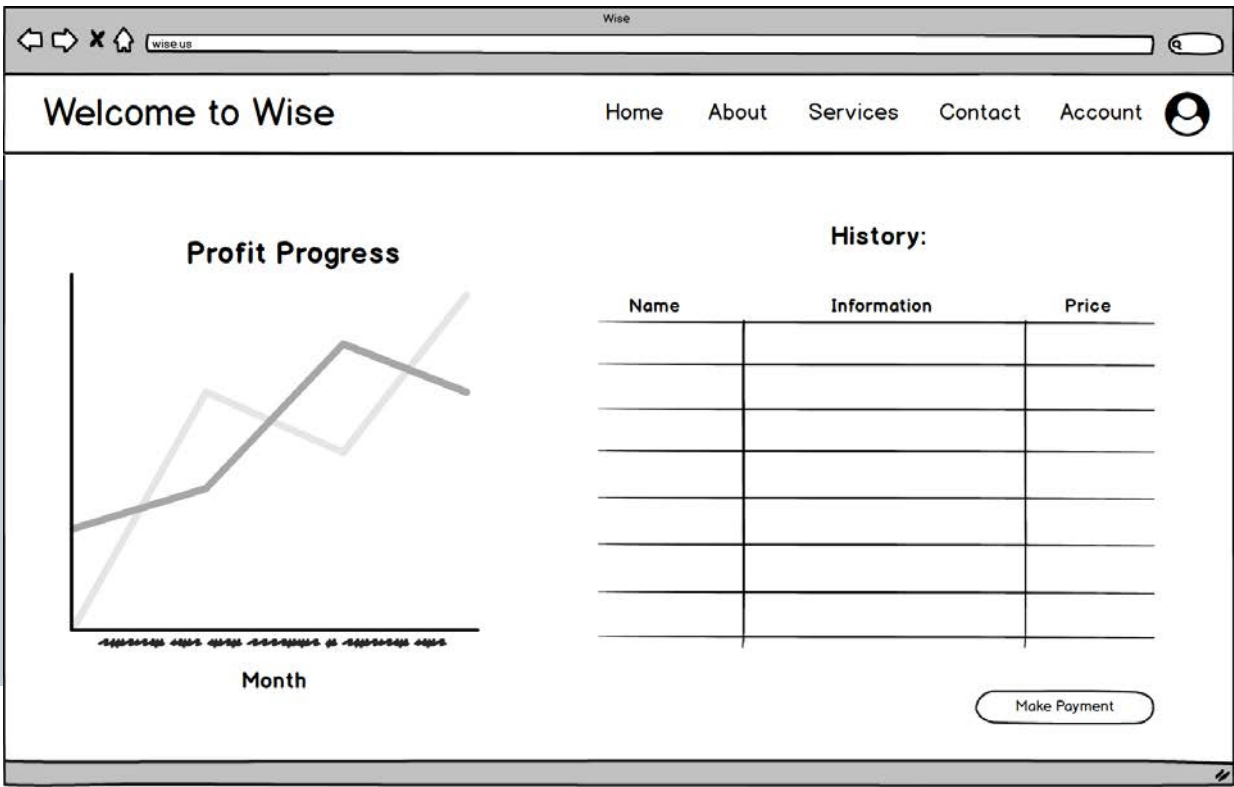 Wise
wise.us
Welcome to Wise
Home About Services Contact Account
Profit Progress
Month
History:
Name Information Price
Make Payment